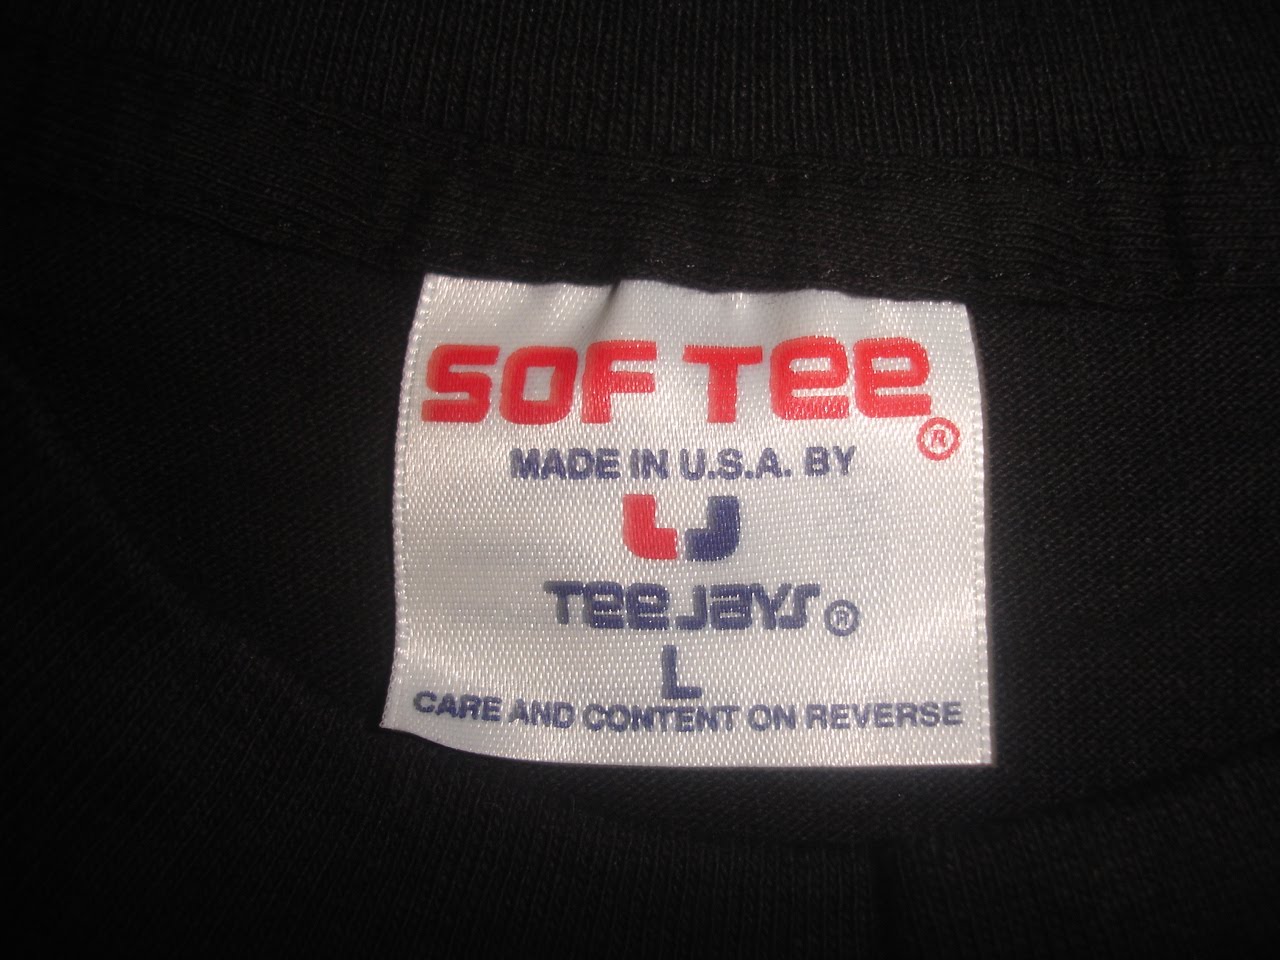 SOF TEE ®
MADE IN U.S.A. BY
TEE JAYS ®
L
CARE AND CONTENT ON REVERSE